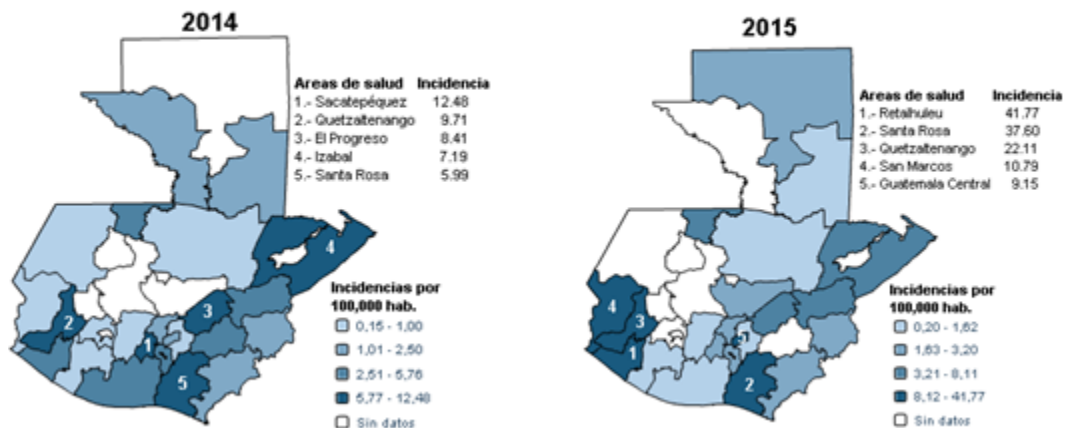 2014
Areas de salud Incidencia
1.- Sacatepéquez 12.48
2.- Quetzaltenango 9.71
3.- El Progreso 8.41
4.- Izabal 7.19
5.- Santa Rosa 5.99
4
3
2
1
5
Incidencias por
100,000 hab.
0,15 - 1,00
1,01 - 2,50
2,51 - 5,76
5,77 - 12,48
Sin datos
2015
Areas de salud Incidencia
1.- Retalhuleu 41.77
2.- Santa Rosa 37.60
3.- Quetzaltenango 22.11
4.- San Marcos 10.79
5.- Guatemala Central 9.15
4
3
1
2
Incidencias por
100,000 hab.
0,20 - 1,62
1,63 - 3,20
3,21 - 8,11
8,12 - 41,77
Sin datos